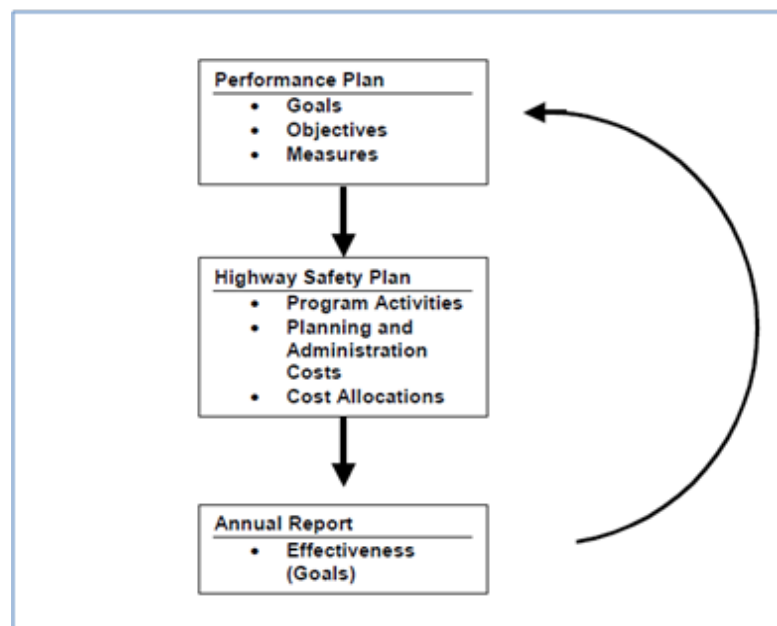 Performance Plan
• Goals
• Objectives
• Measures
Highway Safety Plan
• Program Activities
• Planning and
Administration
Costs
• Cost Allocations
Annual Report
• Effectiveness
(Goals)